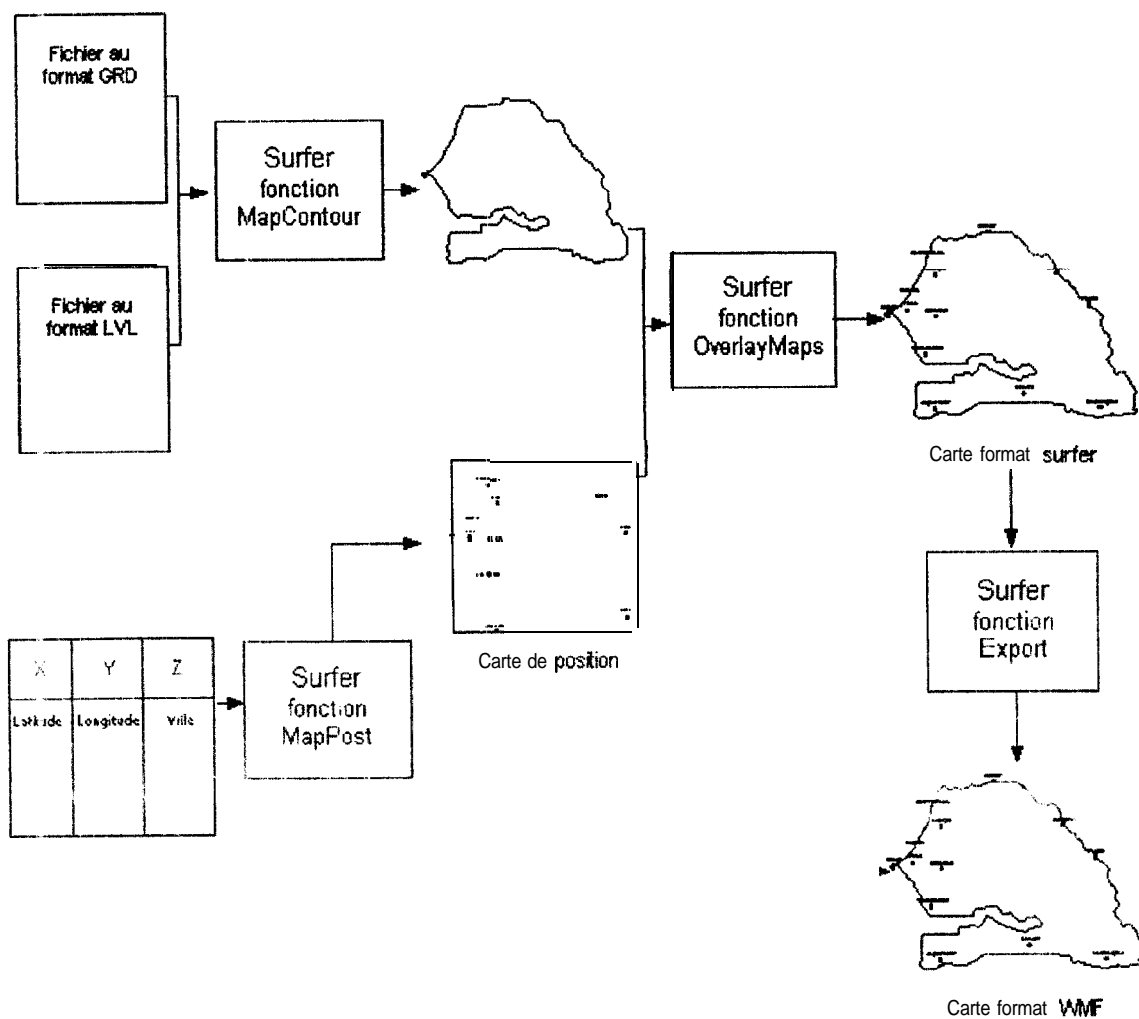 Fichier au
format GRD
Surfer
fonction
MapContour
Fichier au
format LVL
Surfer
fonction
OverlayMaps
Carte format surfer
Carte de position
X Y Z
Latitude Longitude Ville
Surfer
fonction
MapPost
Surfer
fonction
Export
Carte format WMF